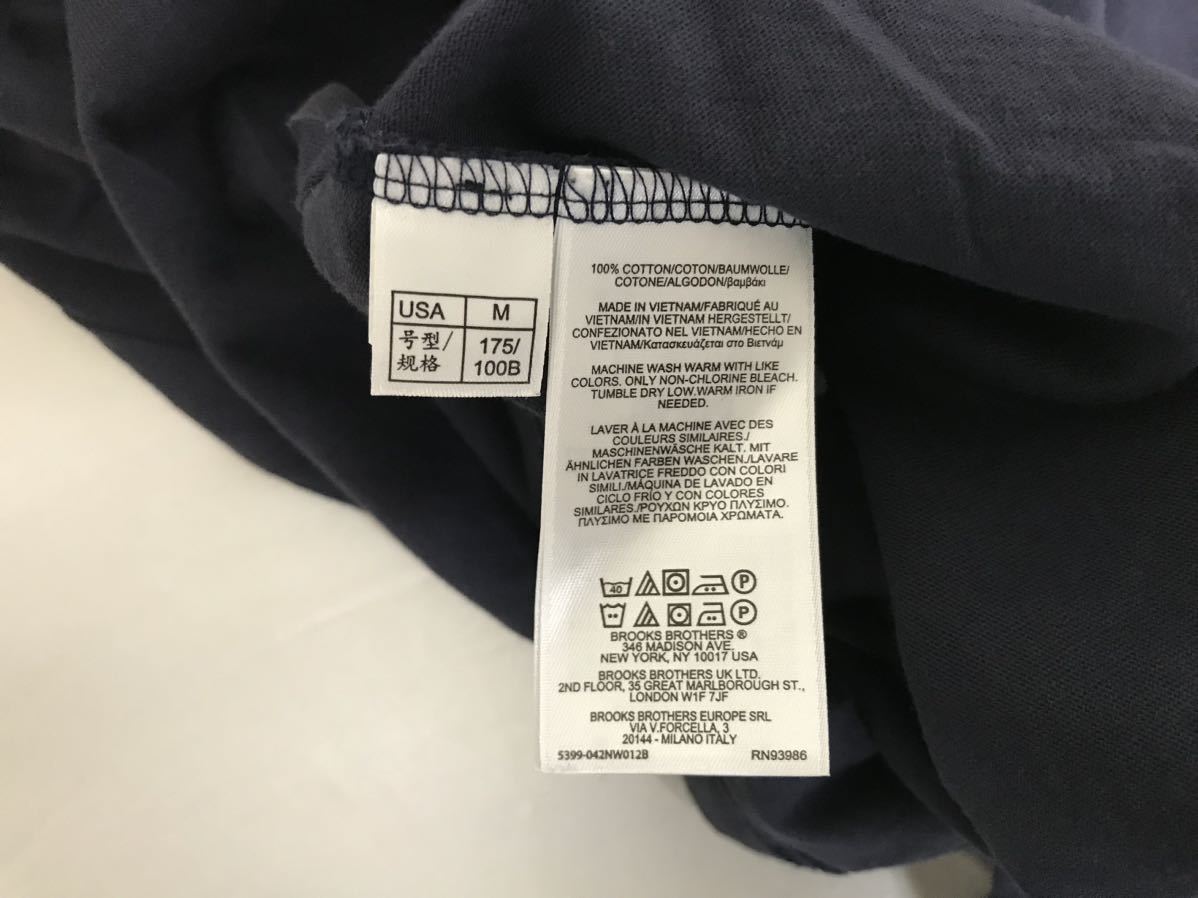 USA M
号型/
规格
175/
100B
100% COTTON/COTON/BAUMWOLLE/
COTONE/ALGODON/βαμβάκι
MADE IN VIETNAM/FABRIQUÉ AU
VIETNAM/IN VIETNAM HERGESTELLT/
CONFEZIONATO NEL VIETNAM/HECHO EN
VIETNAM/Κατασκευάζεται στο Βιετνάμ
MACHINE WASH WARM WITH LIKE
COLORS. ONLY NON-CHLORINE BLEACH.
TUMBLE DRY LOW.WARM IRON IF
NEEDED.
LAVER À LA MACHINE AVEC DES
COULEURS SIMILAIRES./
MASCHINENWÄSCHE KALT. MIT
ÄHNLICHEN FARBEN WASCHEN./LAVARE
IN LAVATRICE FREDDO CON COLORI
SIMILI./MÁQUINA DE LAVADO EN
CICLO FRÍO Y CON COLORES
SIMILARES./ΡΟΥΧΩΝ ΚΡΥΟ ΠΛΥΣΙΜΟ.
ΠΛΥΣΙΜΟ ΜΕ ΠΑΡΟΜΟΙΑ ΧΡΩΜΑΤΑ.
40 P
P
BROOKS BROTHERS ®
346 MADISON AVE.
NEW YORK, NY 10017 USA
BROOKS BROTHERS UK LTD.
2ND FLOOR, 35 GREAT MARLBOROUGH ST.,
LONDON W1F 7JF
BROOKS BROTHERS EUROPE SRL
VIA V.FORCELLA, 3
20144 - MILANO ITALY
5399-042NW012B RN93986